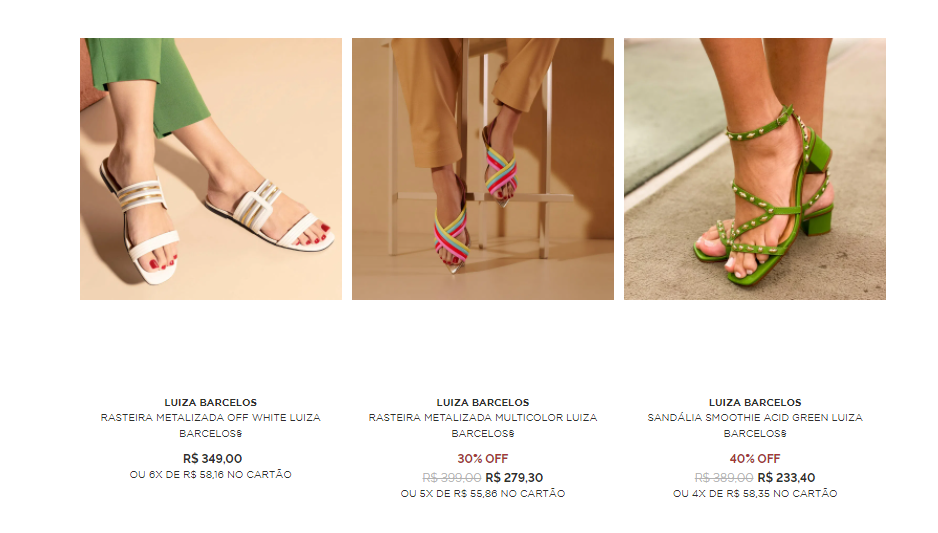 LUIZA BARCELOS
RASTEIRA METALIZADA OFF WHITE LUIZA
BARCELOS§
R$ 349,00
OU 6X DE R$ 58,16 NO CARTÃO
LUIZA BARCELOS
RASTEIRA METALIZADA MULTICOLOR LUIZA
BARCELOS§
30% OFF
R$ 399,00 R$ 279,30
OU 5X DE R$ 55,86 NO CARTÃO
LUIZA BARCELOS
SANDÁLIA SMOOTHIE ACID GREEN LUIZA
BARCELOS§
40% OFF
R$ 389,00 R$ 233,40
OU 4X DE R$ 58,35 NO CARTÃO